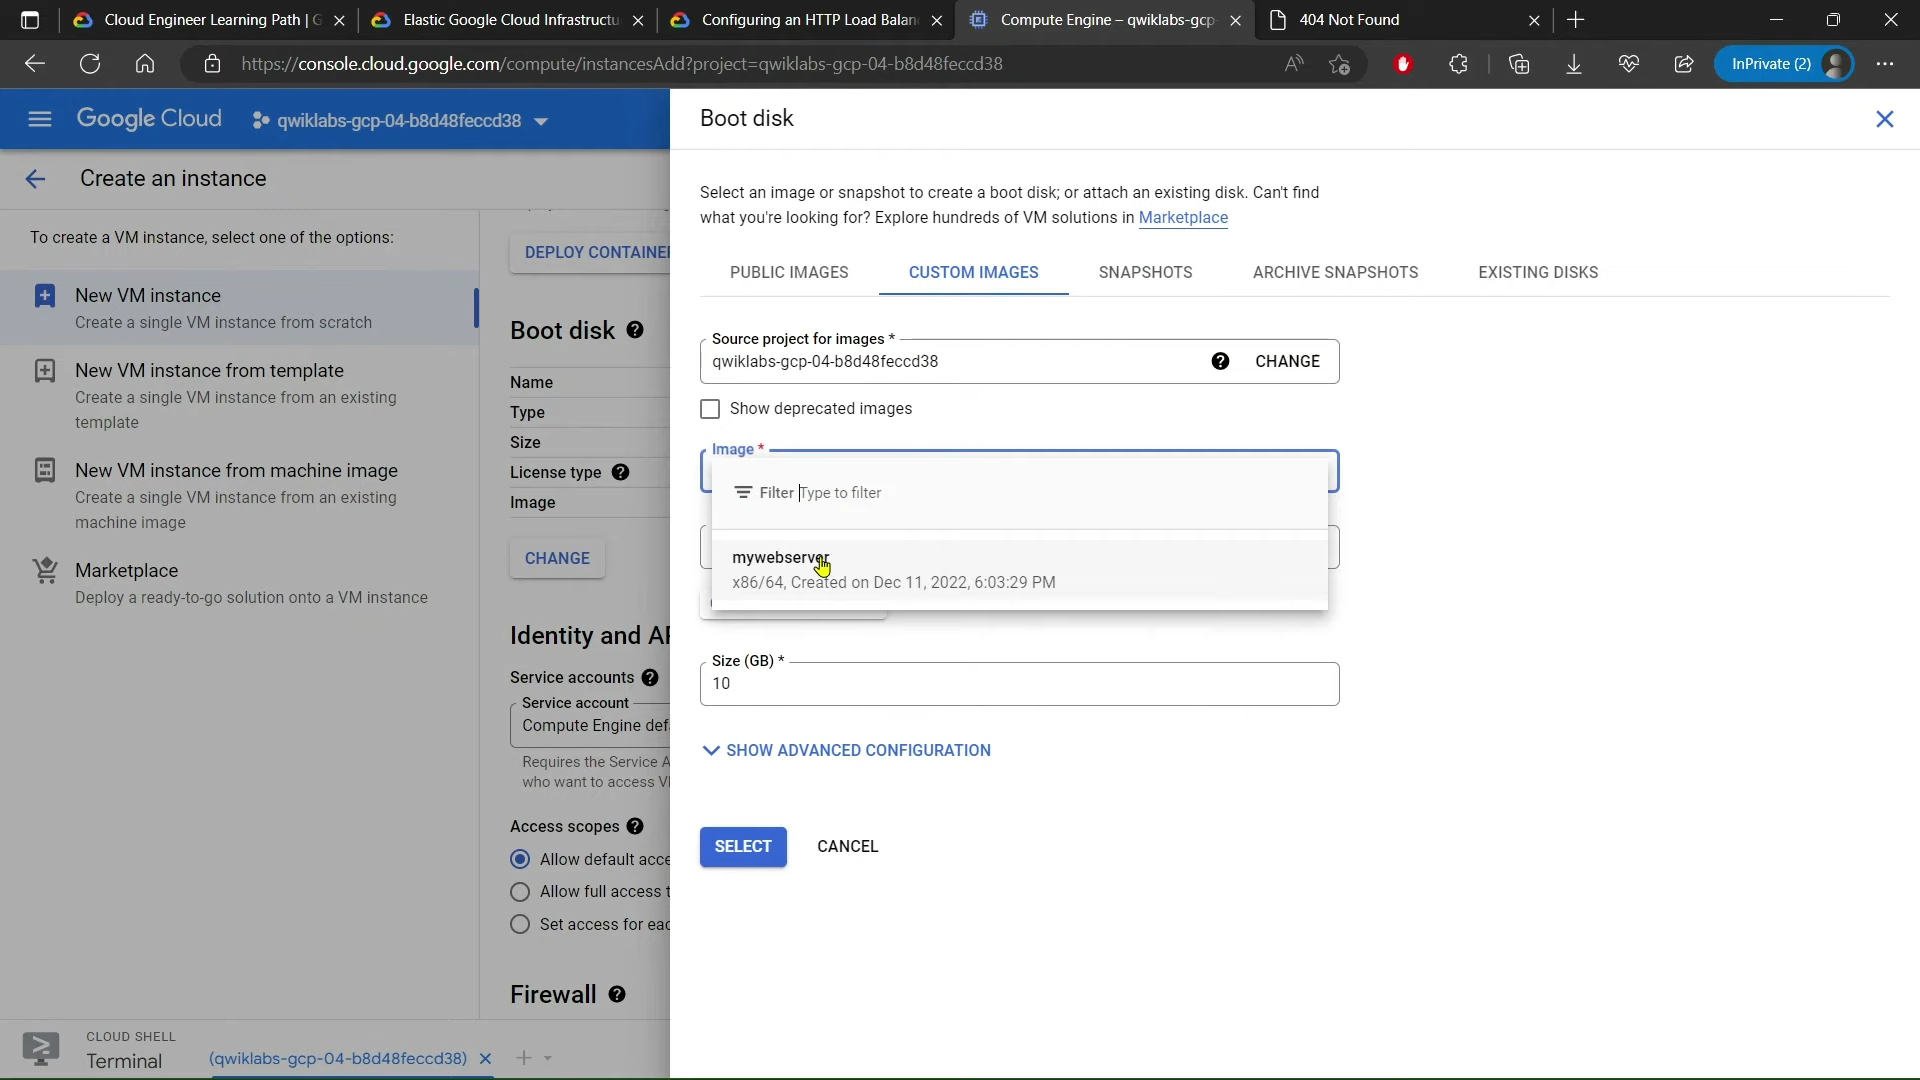 Cloud Engineer Learning Path | G
Elastic Google Cloud Infrastructu
Configuring an HTTP Load Balan
Compute Engine – qwiklabs-gcp-
404 Not Found
https://console.cloud.google.com/compute/instancesAdd?project=qwiklabs-gcp-04-b8d48feccd38
InPrivate (2)
Google Cloud
qwiklabs-gcp-04-b8d48feccd38
Create an instance
To create a VM instance, select one of the options:
New VM instance
Create a single VM instance from scratch
New VM instance from template
Create a single VM instance from an existing
template
New VM instance from machine image
Create a single VM instance from an existing
machine image
Marketplace
Deploy a ready-to-go solution onto a VM instance
DEPLOY CONTAINER
Boot disk
Name
Type
Size
License type
Image
CHANGE
Identity and AP
Service accounts
Service account
Compute Engine def
Requires the Service A
who want to access V
Access scopes
Allow default acce
Allow full access t
Set access for eac
Firewall
CLOUD SHELL
Terminal
(qwiklabs-gcp-04-b8d48feccd38)
Boot disk
Select an image or snapshot to create a boot disk; or attach an existing disk. Can't find
what you're looking for? Explore hundreds of VM solutions in Marketplace
PUBLIC IMAGES
CUSTOM IMAGES
SNAPSHOTS
ARCHIVE SNAPSHOTS
EXISTING DISKS
Source project for images *
qwiklabs-gcp-04-b8d48feccd38
CHANGE
Show deprecated images
Image *
Filter Type to filter
mywebserver
x86/64, Created on Dec 11, 2022, 6:03:29 PM
Size (GB) *
10
SHOW ADVANCED CONFIGURATION
SELECT
CANCEL